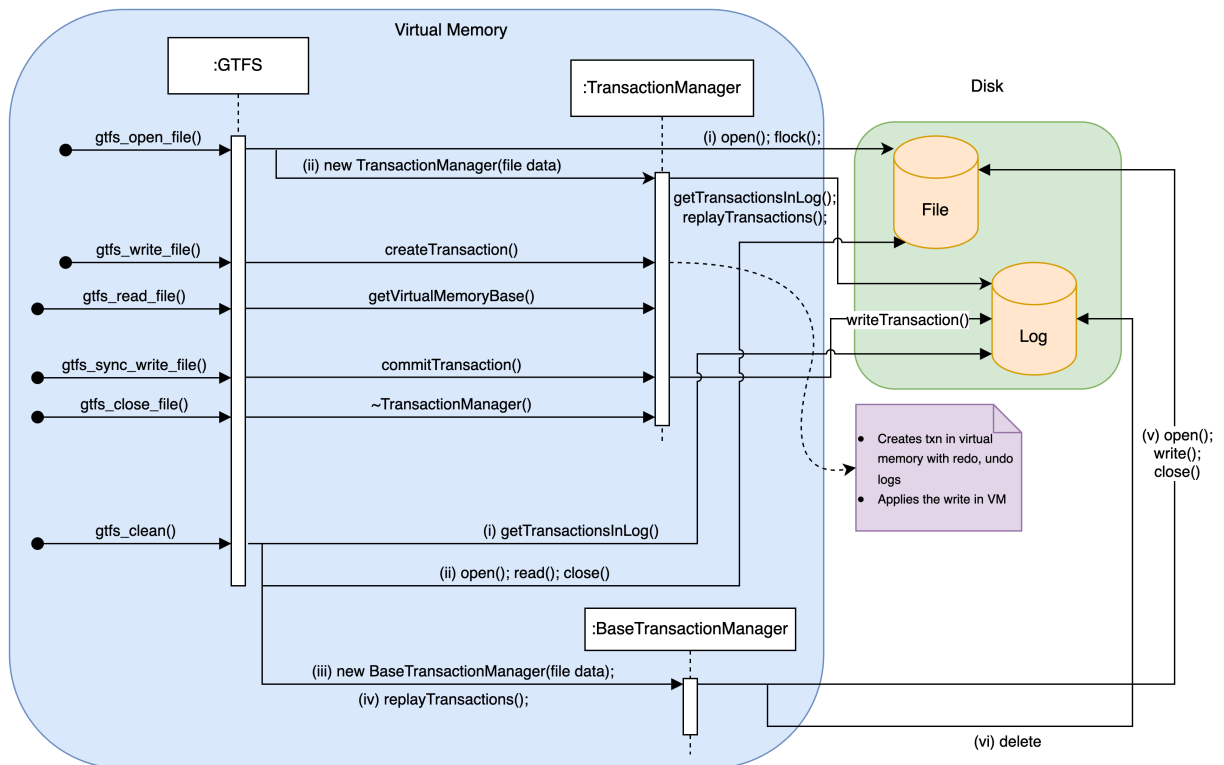 Virtual Memory
:GTFS
:TransactionManager
Disk
gtfs_open_file()
(i) open(); flock();
(ii) new TransactionManager(file data)
getTransactionsInLog();
replayTransactions();
File
gtfs_write_file()
createTransaction()
gtfs_read_file()
getVirtualMemoryBase()
writeTransaction()
Log
gtfs_sync_write_file()
commitTransaction()
gtfs_close_file()
~TransactionManager()
● Creates txn in virtual
memory with redo, undo
logs
● Applies the write in VM
(v) open();
write();
close()
gtfs_clean()
(i) getTransactionsInLog()
(ii) open(); read(); close()
:BaseTransactionManager
(iii) new BaseTransactionManager(file data);
(iv) replayTransactions();
(vi) delete